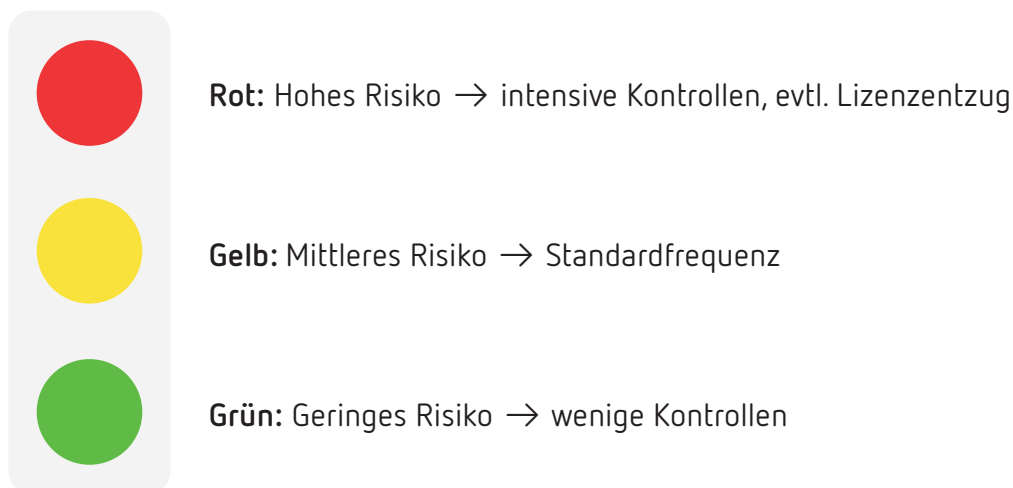 Rot: Hohes Risiko → intensive Kontrollen, evtl. Lizenzentzug
Gelb: Mittleres Risiko → Standardfrequenz
Grün: Geringes Risiko → wenige Kontrollen